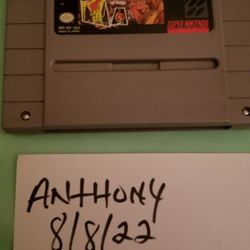 SUPER NINTENDO
ANTHONY
8/8/22